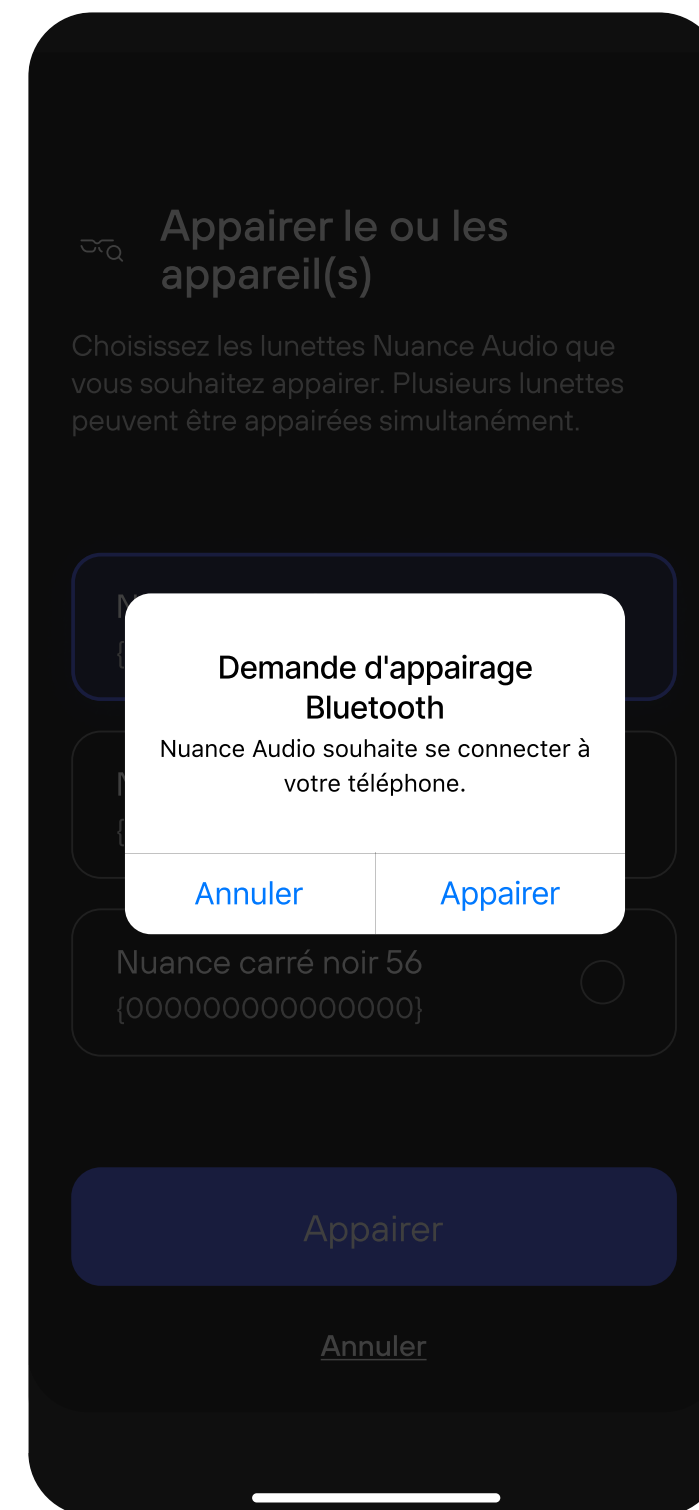 Appairer le ou les
appareil(s)
Choisissez les lunettes Nuance Audio que
vous souhaitez appairer. Plusieurs lunettes
peuvent être appairées simultanément.
Demande d'appairage
Bluetooth
Nuance Audio souhaite se connecter à
votre téléphone.
Annuler
Appairer
Nuance carré noir 56
{000000000000000}
Appairer
Annuler